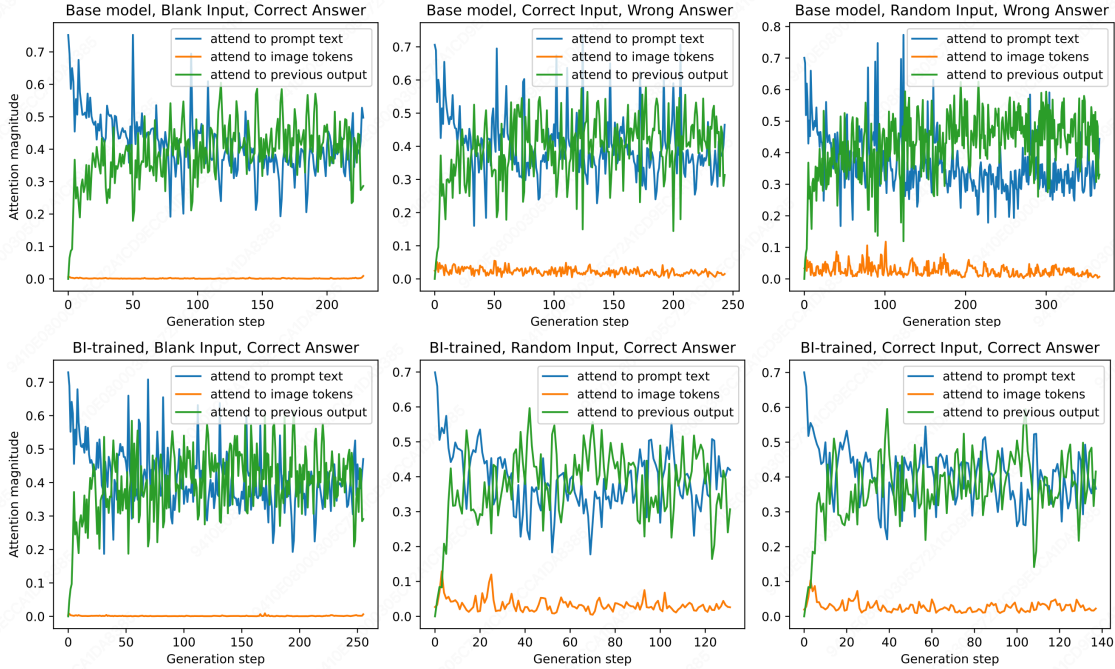 Base model, Blank Input, Correct Answer
attend to prompt text
attend to image tokens
attend to previous output
Attention magnitude
0.7
0.6
0.5
0.4
0.3
0.2
0.1
0.0
0 50 100 150 200
Generation step
Base model, Correct Input, Wrong Answer
attend to prompt text
attend to image tokens
attend to previous output
0.7
0.6
0.5
0.4
0.3
0.2
0.1
0.0
0 50 100 150 200 250
Generation step
Base model, Random Input, Wrong Answer
attend to prompt text
attend to image tokens
attend to previous output
0.8
0.7
0.6
0.5
0.4
0.3
0.2
0.1
0.0
0 100 200 300
Generation step
BI-trained, Blank Input, Correct Answer
attend to prompt text
attend to image tokens
attend to previous output
Attention magnitude
0.7
0.6
0.5
0.4
0.3
0.2
0.1
0.0
0 50 100 150 200 250
Generation step
BI-trained, Random Input, Correct Answer
attend to prompt text
attend to image tokens
attend to previous output
0.7
0.6
0.5
0.4
0.3
0.2
0.1
0.0
0 20 40 60 80 100 120
Generation step
BI-trained, Correct Input, Correct Answer
attend to prompt text
attend to image tokens
attend to previous output
0.7
0.6
0.5
0.4
0.3
0.2
0.1
0.0
0 20 40 60 80 100 120 140
Generation step